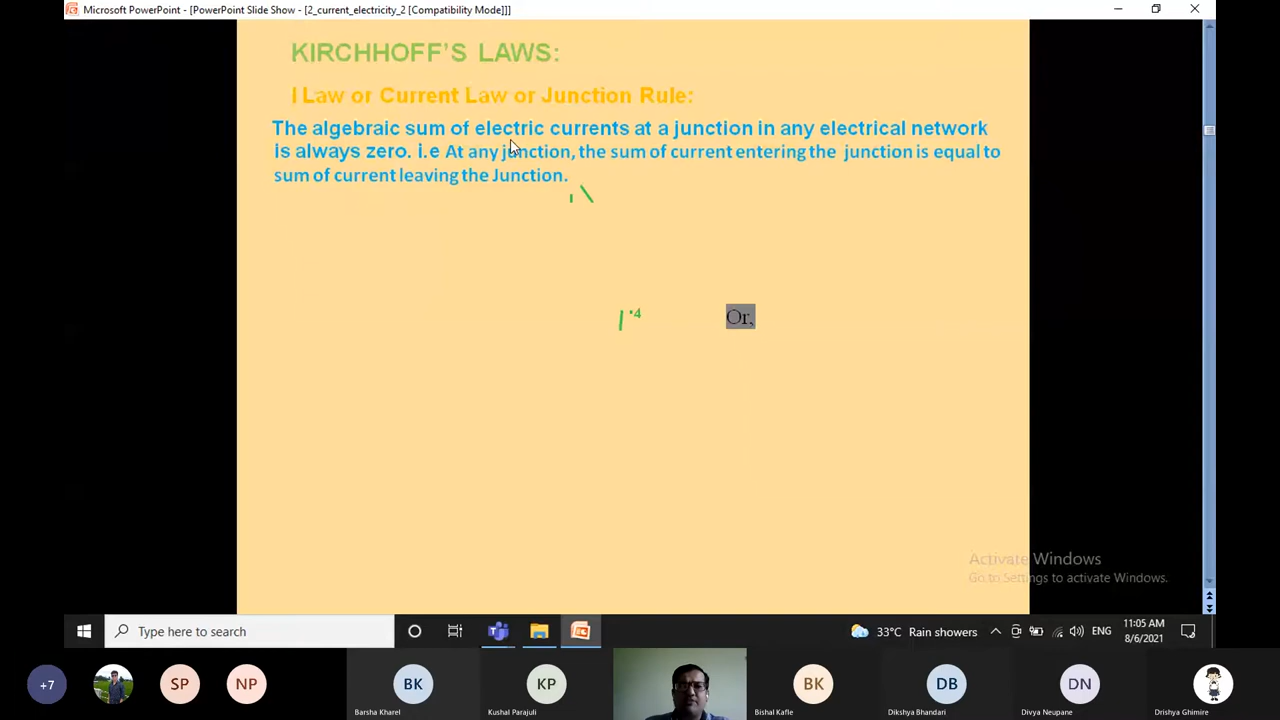 Microsoft PowerPoint - [PowerPoint Slide Show - [2_current_electricity_2 [Compatibility Mode]]]
KIRCHHOFF'S LAWS:
I Law or Current Law or Junction Rule:
The algebraic sum of electric currents at a junction in any electrical network
is always zero. i.e At any junction, the sum of current entering the junction is equal to
sum of current leaving the Junction.
4
Or,
Activate Windows
Go to Settings to activate Windows.
Type here to search
33°C Rain showers
ENG
11:05 AM
8/6/2021
+7
SP
NP
BK
Barsha Kharel
KP
Kushal Parajuli
BK
Bishal Kafle
DB
Dikshya Bhandari
DN
Divya Neupane
Drishya Ghimire